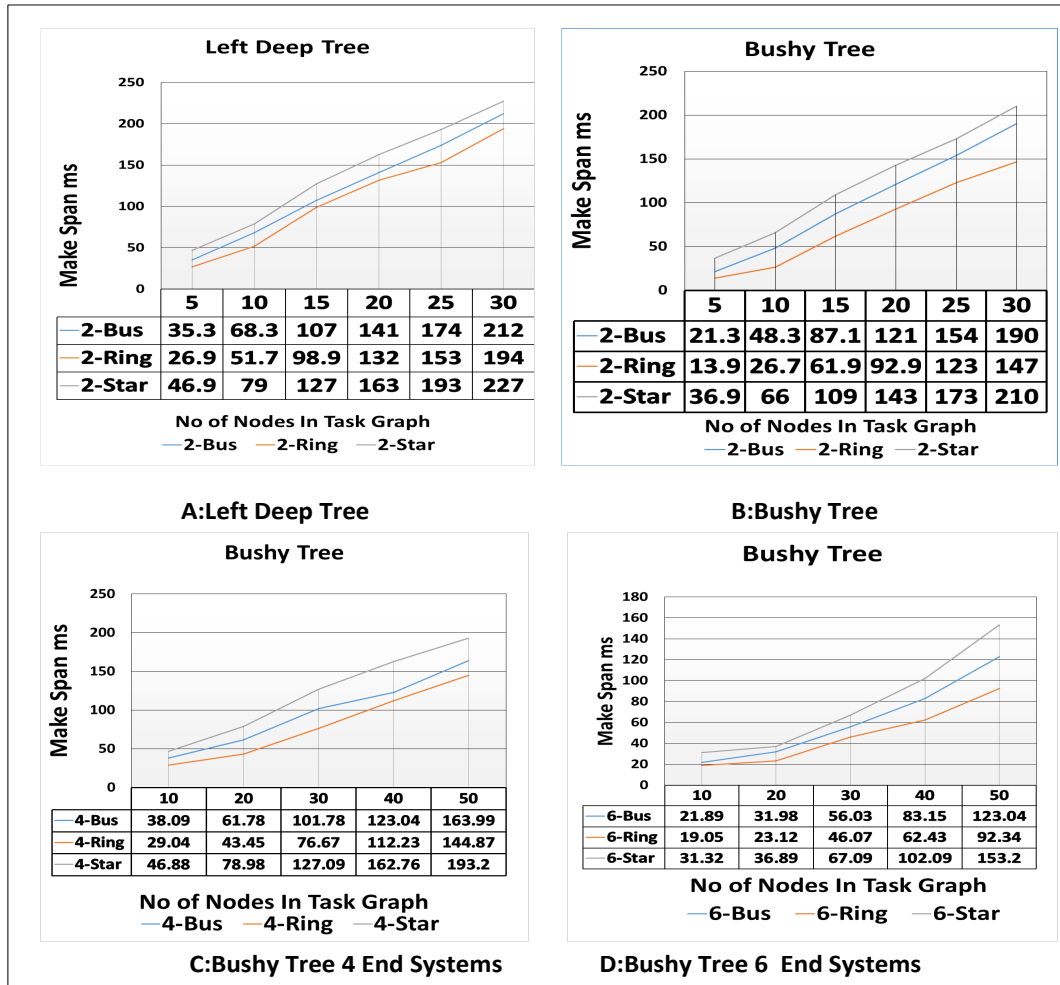 Left Deep Tree
250
200
150
100
50
0
Make Span ms
5 10 15 20 25 30
2-Bus 35.3 68.3 107 141 174 212
2-Ring 26.9 51.7 98.9 132 153 194
2-Star 46.9 79 127 163 193 227
No of Nodes In Task Graph
2-Bus 2-Ring 2-Star
Bushy Tree
250
200
150
100
50
0
Make Span ms
5 10 15 20 25 30
2-Bus 21.3 48.3 87.1 121 154 190
2-Ring 13.9 26.7 61.9 92.9 123 147
2-Star 36.9 66 109 143 173 210
No of Nodes In Task Graph
2-Bus 2-Ring 2-Star
A:Left Deep Tree
B:Bushy Tree
Bushy Tree
250
200
150
100
50
0
Make Span ms
10 20 30 40 50
4-Bus 38.09 61.78 101.78 123.04 163.99
4-Ring 29.04 43.45 76.67 112.23 144.87
4-Star 46.88 78.98 127.09 162.76 193.2
No of Nodes In Task Graph
4-Bus 4-Ring 4-Star
Bushy Tree
180
160
140
120
100
80
60
40
20
0
Make Span ms
10 20 30 40 50
6-Bus 21.89 31.98 56.03 83.15 123.04
6-Ring 19.05 23.12 46.07 62.43 92.34
6-Star 31.32 36.89 67.09 102.09 153.2
No of Nodes In Task Graph
6-Bus 6-Ring 6-Star
C:Bushy Tree 4 End Systems
D:Bushy Tree 6 End Systems